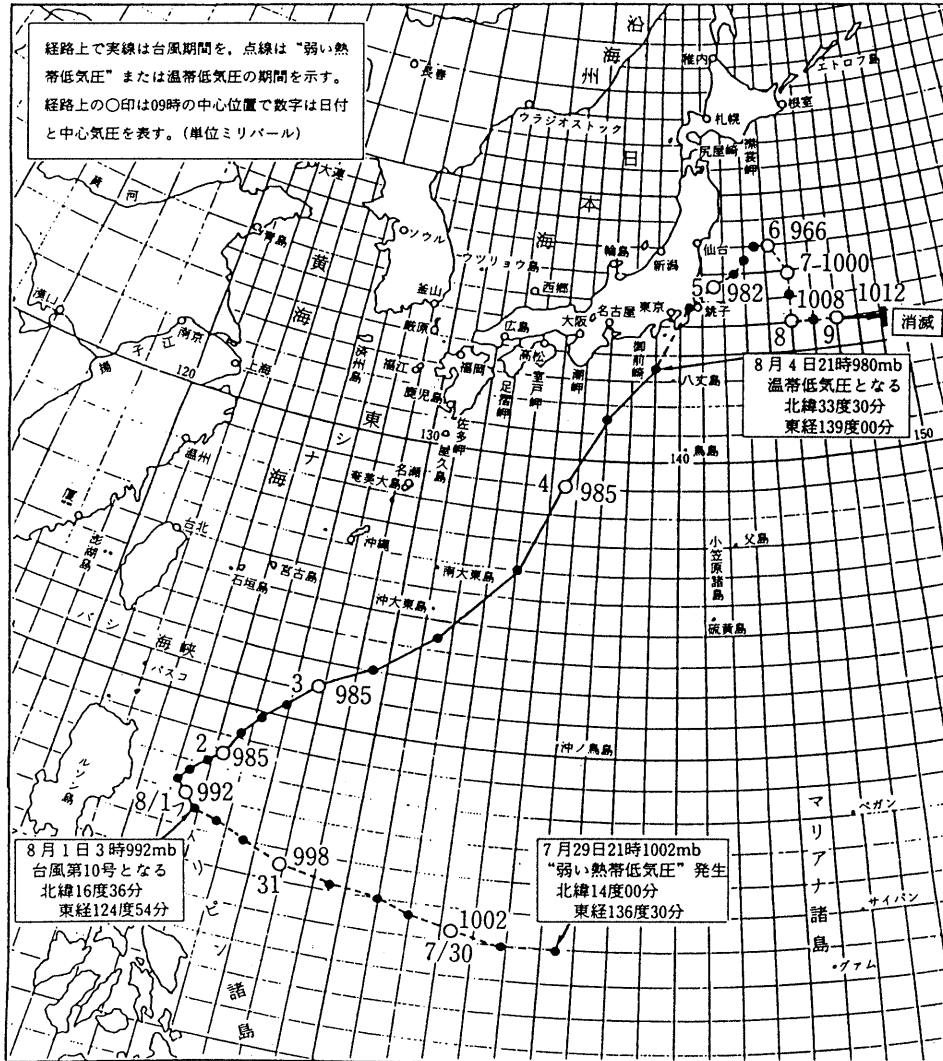 経路上で実線は台風期間を，点線は“弱い熱
帯低気圧”または温帯低気圧の期間を示す。
経路上の○印は09時の中心位置で数字は日付
と中心気圧を表す。(単位ミリバール)
沿
海
州
長春
ウラジオストック
稚内
エトロフ島
根室
札幌
襟裳岬
尻屋崎
日
本
海
大連
黄
河
青島
ソウル
黄
海
ウツリョウ島
輪島
新潟
仙台
6 966
7-1000
5
982
1008
1012
8
9
消滅
釜山
厳原
西郷
広島
大阪
名古屋
東京
銚子
漢口
南京
揚
子
江
上海
120
済州島
福江
福岡
高松
室戸岬
潮岬
御前崎
足摺岬
鹿児島
佐多岬
屋久島
130
八丈島
8月4日21時980mb
温帯低気圧となる
北緯33度30分
東経139度00分
150
鳥島
140
東
シ
ナ
海
温州
名瀬
奄美大島
4
985
厦
台北
澎湖島
沖縄
父島
小笠原諸島
宮古島
石垣島
南大東島
沖大東島
硫黄島
バシー海峡
バスコ
3
985
2
985
沖ノ鳥島
ルソン島
8/1
992
マリアナ諸島
パガン
サイパン
グァム
8月1日3時992mb
台風第10号となる
北緯16度36分
東経124度54分
フィリピン
諸島
998
31
7月29日21時1002mb
“弱い熱帯低気圧”発生
北緯14度00分
東経136度30分
1002
7/30